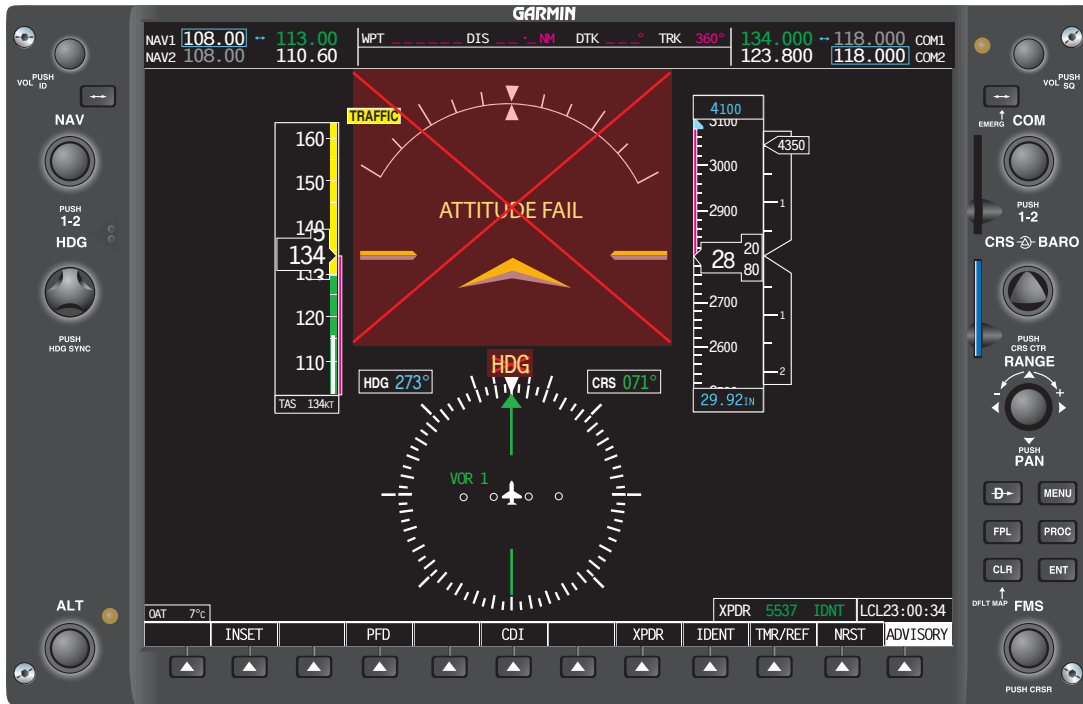 GARMIN
NAV1 108.00 ↔ 113.00
NAV2 108.00 110.60
WPT _ _ _ _ _ _ DIS _ _ ._ NM DTK _ _ _° TRK 360°
134.000 ↔ 118.000 COM1
123.800 118.000 COM2
VOL PUSH ID
VOL PUSH SQ
NAV
EMERG
COM
PUSH 1-2
PUSH 1-2
HDG
CRS BARO
PUSH HDG SYNC
PUSH CRS CTR
RANGE
- +
PUSH PAN
D MENU
FPL PROC
CLR ENT
DFLT MAP
FMS
PUSH CRSR
ALT
TRAFFIC
160
150
140
5
134
120
110
TAS 134KT
ATTITUDE FAIL
4100
3100
3000
2900
28 20 80
2700
2600
29.92IN
4350
1
1
2
HDG
HDG 273°
CRS 071°
VOR 1
OAT 7°C
XPDR 5537 IDNT LCL23:00:34
INSET PFD CDI XPDR IDENT TMR/REF NRST ADVISORY